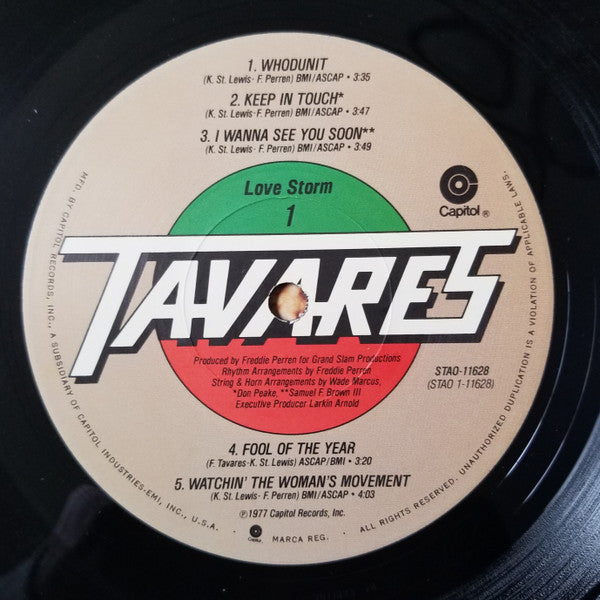 1. WHODUNIT
(K. St. Lewis- F. Perren) BMI/ASCAP • 3:35
2. KEEP IN TOUCH*
(K. St. Lewis- F. Perren) BMI/ASCAP • 3:47
3. I WANNA SEE YOU SOON**
(K. St. Lewis- F. Perren) BMI/ASCAP • 3:49
Love Storm
1
Capitol®
TAVARES
Produced by Freddie Perren for Grand Slam Productions
Rhythm Arrangements by Freddie Perren
String & Horn Arrangements by Wade Marcus,
*Don Peake, **Samuel F. Brown III
Executive Producer Larkin Arnold
STAO-11628
(STAO 1-11628)
4. FOOL OF THE YEAR
(F. Tavares-K. St. Lewis) ASCAP/BMI • 3:20
5. WATCHIN' THE WOMAN'S MOVEMENT
(K. St. Lewis- F. Perren) BMI/ASCAP • 4:03
℗1977 Capitol Records, Inc.
MFD. BY CAPITOL RECORDS, INC., A SUBSIDIARY OF CAPITOL INDUSTRIES-EMI, INC., U.S.A. • Capitol MARCA REG. • ALL RIGHTS RESERVED. UNAUTHORIZED DUPLICATION IS A VIOLATION OF APPLICABLE LAWS.